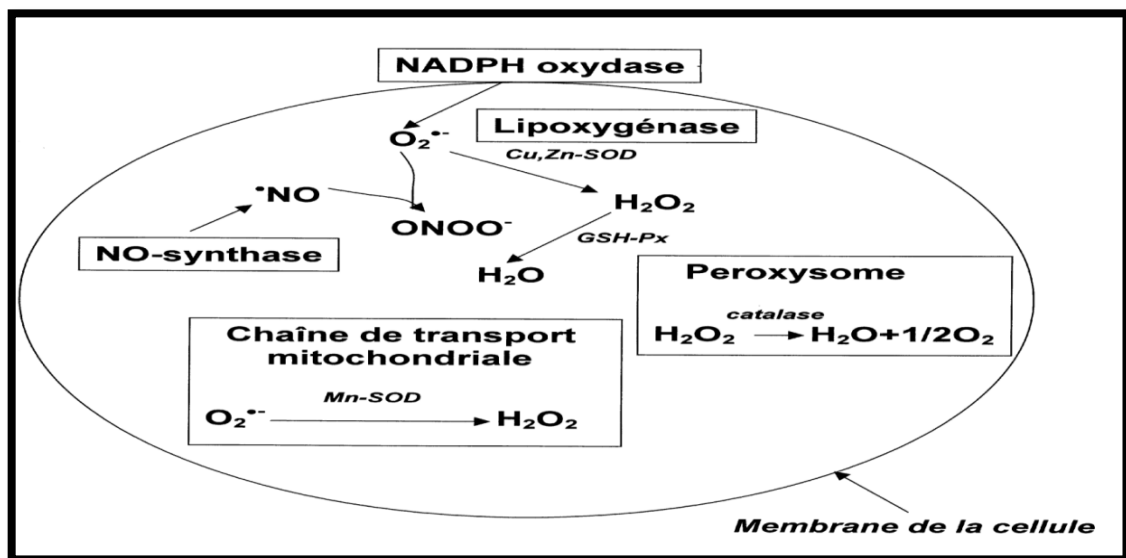 NADPH oxydase
O₂•-
Lipoxygénase
Cu,Zn-SOD
•NO
H₂O₂
ONOO-
GSH-Px
NO-synthase
H₂O
Peroxysome
catalase
H₂O₂ → H₂O+1/2O₂
Chaîne de transport
mitochondriale
Mn-SOD
O₂•- → H₂O₂
Membrane de la cellule